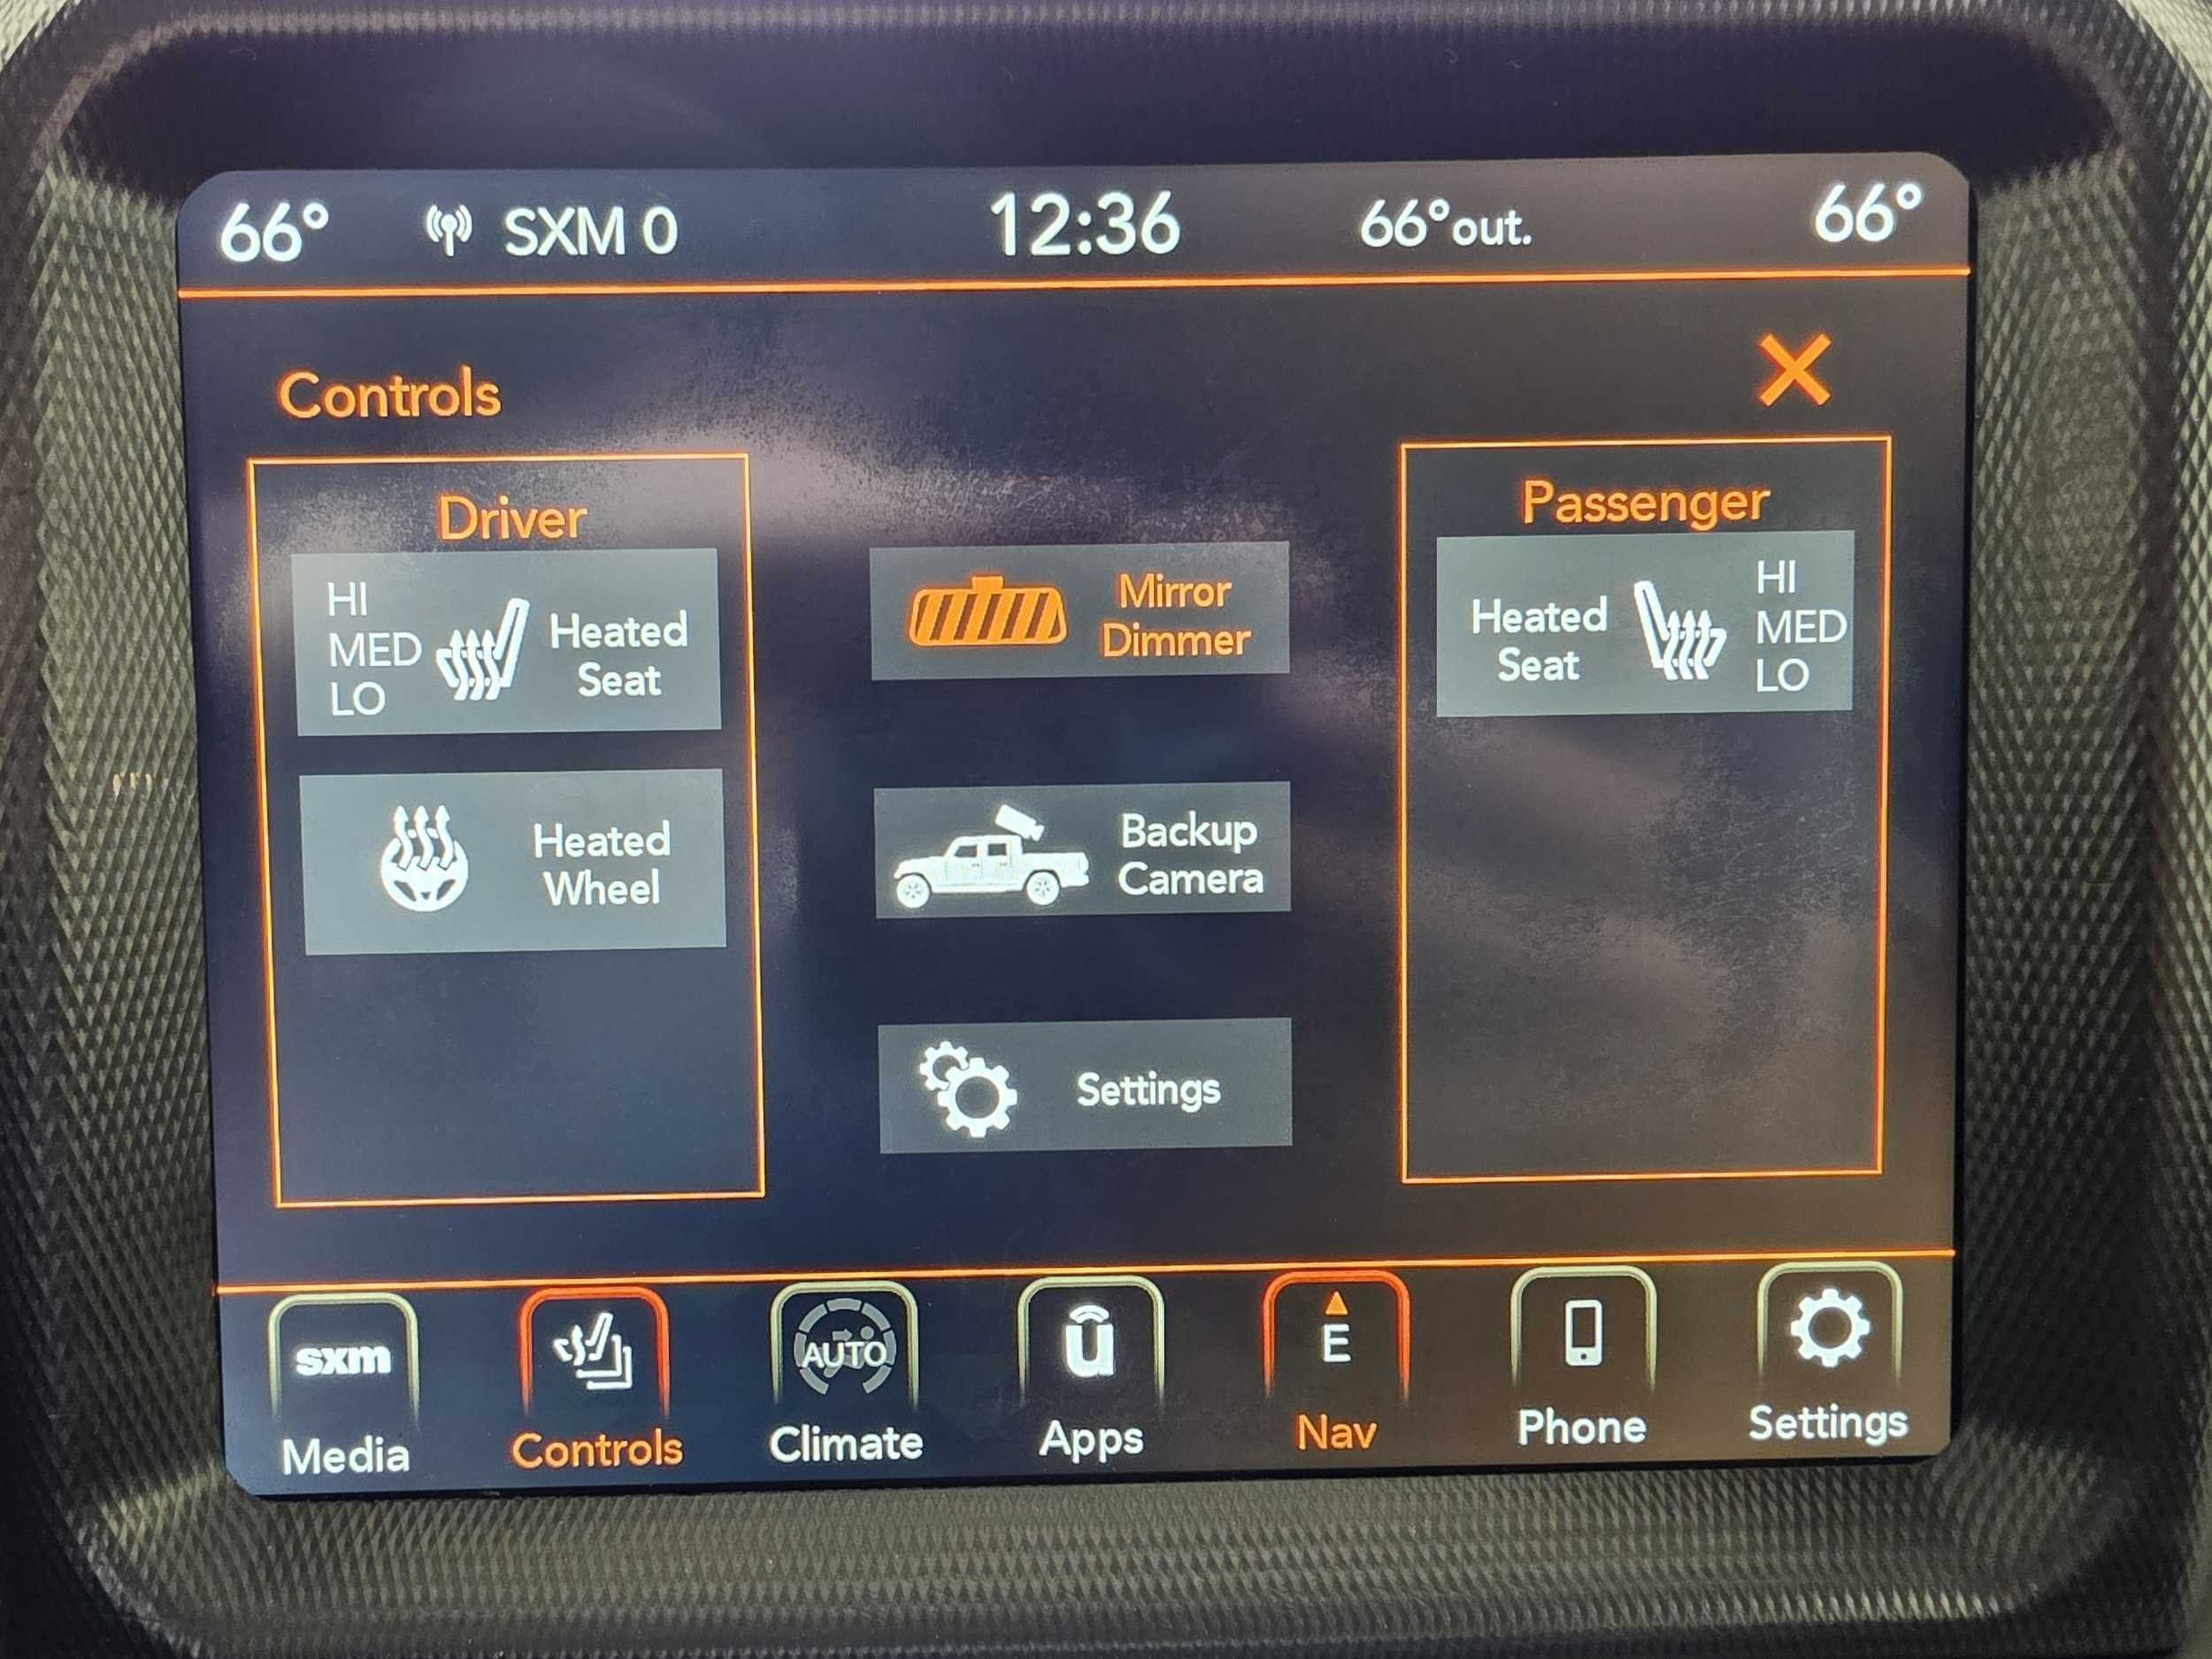 66° SXM 0 12:36 66° out. 66°
Controls
Driver
HI
MED
LO
Heated
Seat
Heated
Wheel
Mirror
Dimmer
Backup
Camera
Settings
Passenger
Heated
Seat
HI
MED
LO
sxm
Media
Controls
AUTO
Climate
ū
Apps
E
Nav
Phone
Settings